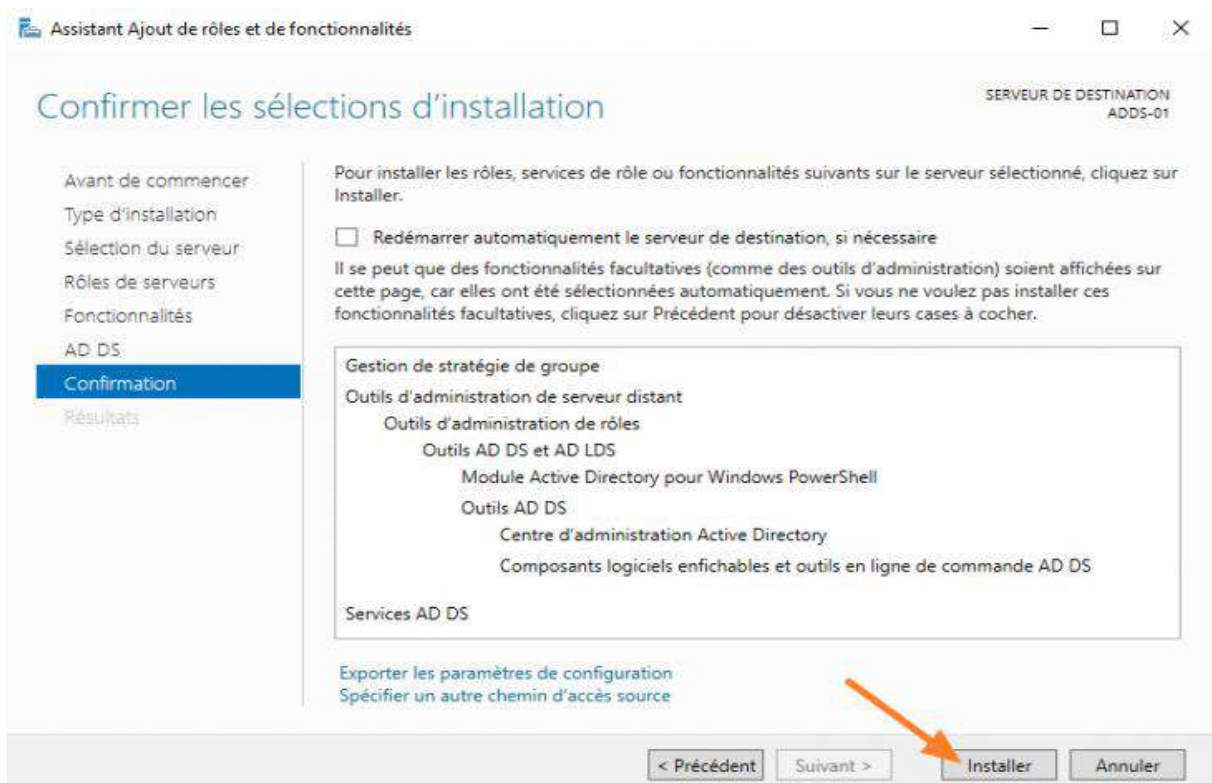 Assistant Ajout de rôles et de fonctionnalités
Confirmer les sélections d'installation
SERVEUR DE DESTINATION
ADDS-01
Avant de commencer
Type d'installation
Sélection du serveur
Rôles de serveurs
Fonctionnalités
AD DS
Confirmation
Résultats
Pour installer les rôles, services de rôle ou fonctionnalités suivants sur le serveur sélectionné, cliquez sur
Installer.
Redémarrer automatiquement le serveur de destination, si nécessaire
Il se peut que des fonctionnalités facultatives (comme des outils d'administration) soient affichées sur
cette page, car elles ont été sélectionnées automatiquement. Si vous ne voulez pas installer ces
fonctionnalités facultatives, cliquez sur Précédent pour désactiver leurs cases à cocher.
Gestion de stratégie de groupe
Outils d'administration de serveur distant
Outils d'administration de rôles
Outils AD DS et AD LDS
Module Active Directory pour Windows PowerShell
Outils AD DS
Centre d'administration Active Directory
Composants logiciels enfichables et outils en ligne de commande AD DS
Services AD DS
Exporter les paramètres de configuration
Spécifier un autre chemin d'accès source
< Précédent
Suivant >
Installer
Annuler